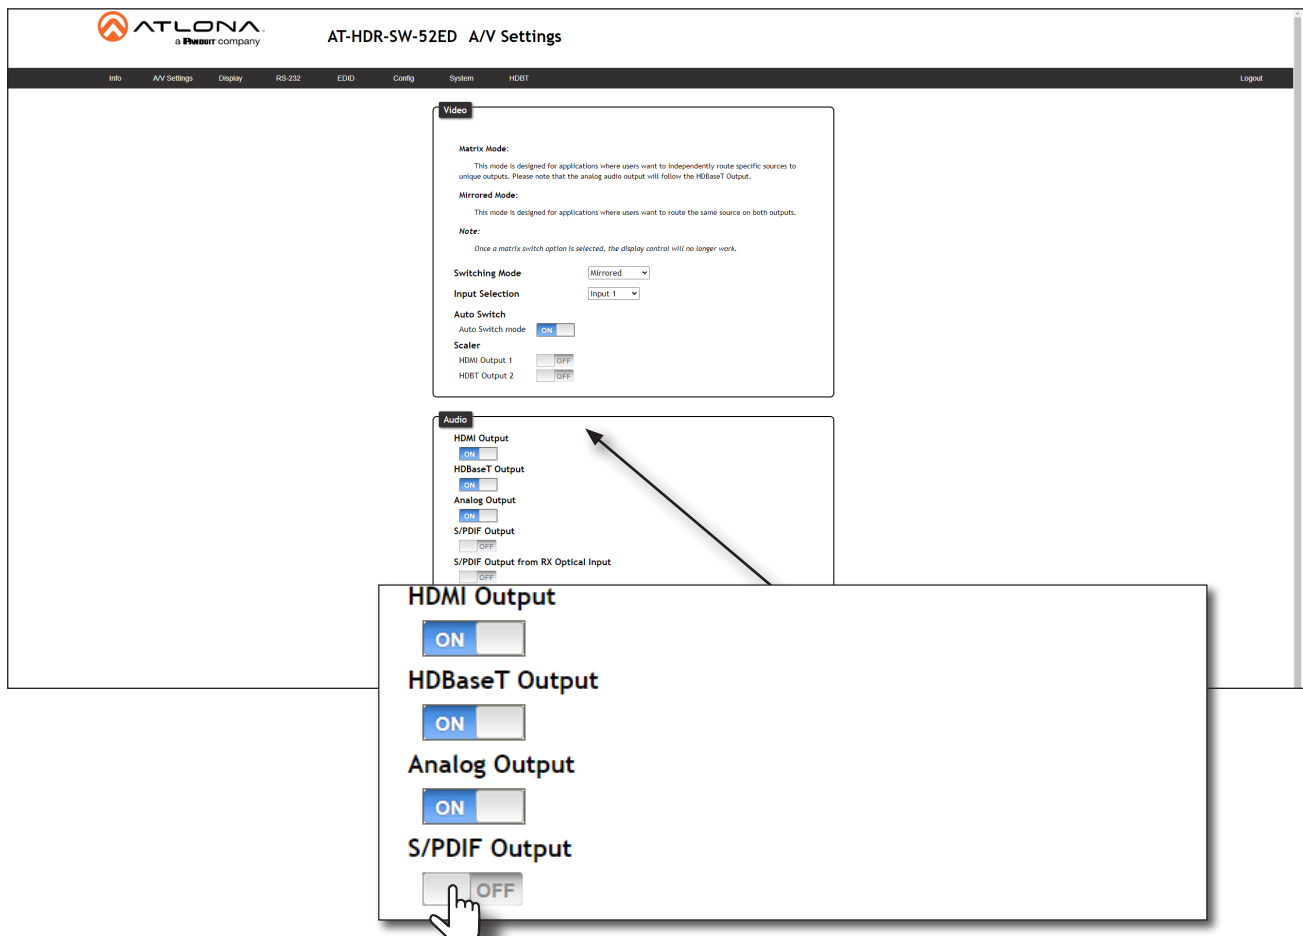 ATLONA.
a PANDUIT company
AT-HDR-SW-52ED A/V Settings
Info A/V Settings Display RS-232 EDID Config System HDBT Logout
Video
Matrix Mode:
This mode is designed for applications where users want to independently route specific sources to
unique outputs. Please note that the analog audio output will follow the HDBaseT Output.
Mirrored Mode:
This mode is designed for applications where users want to route the same source on both outputs.
Note:
Once a matrix switch option is selected, the display control will no longer work.
Switching Mode Mirrored
Input Selection Input 1
Auto Switch
Auto Switch mode ON
Scaler
HDMI Output 1 OFF
HDBT Output 2 OFF
Audio
HDMI Output
ON
HDBaseT Output
ON
Analog Output
ON
S/PDIF Output
OFF
S/PDIF Output from RX Optical Input
OFF
HDMI Output
ON
HDBaseT Output
ON
Analog Output
ON
S/PDIF Output
OFF